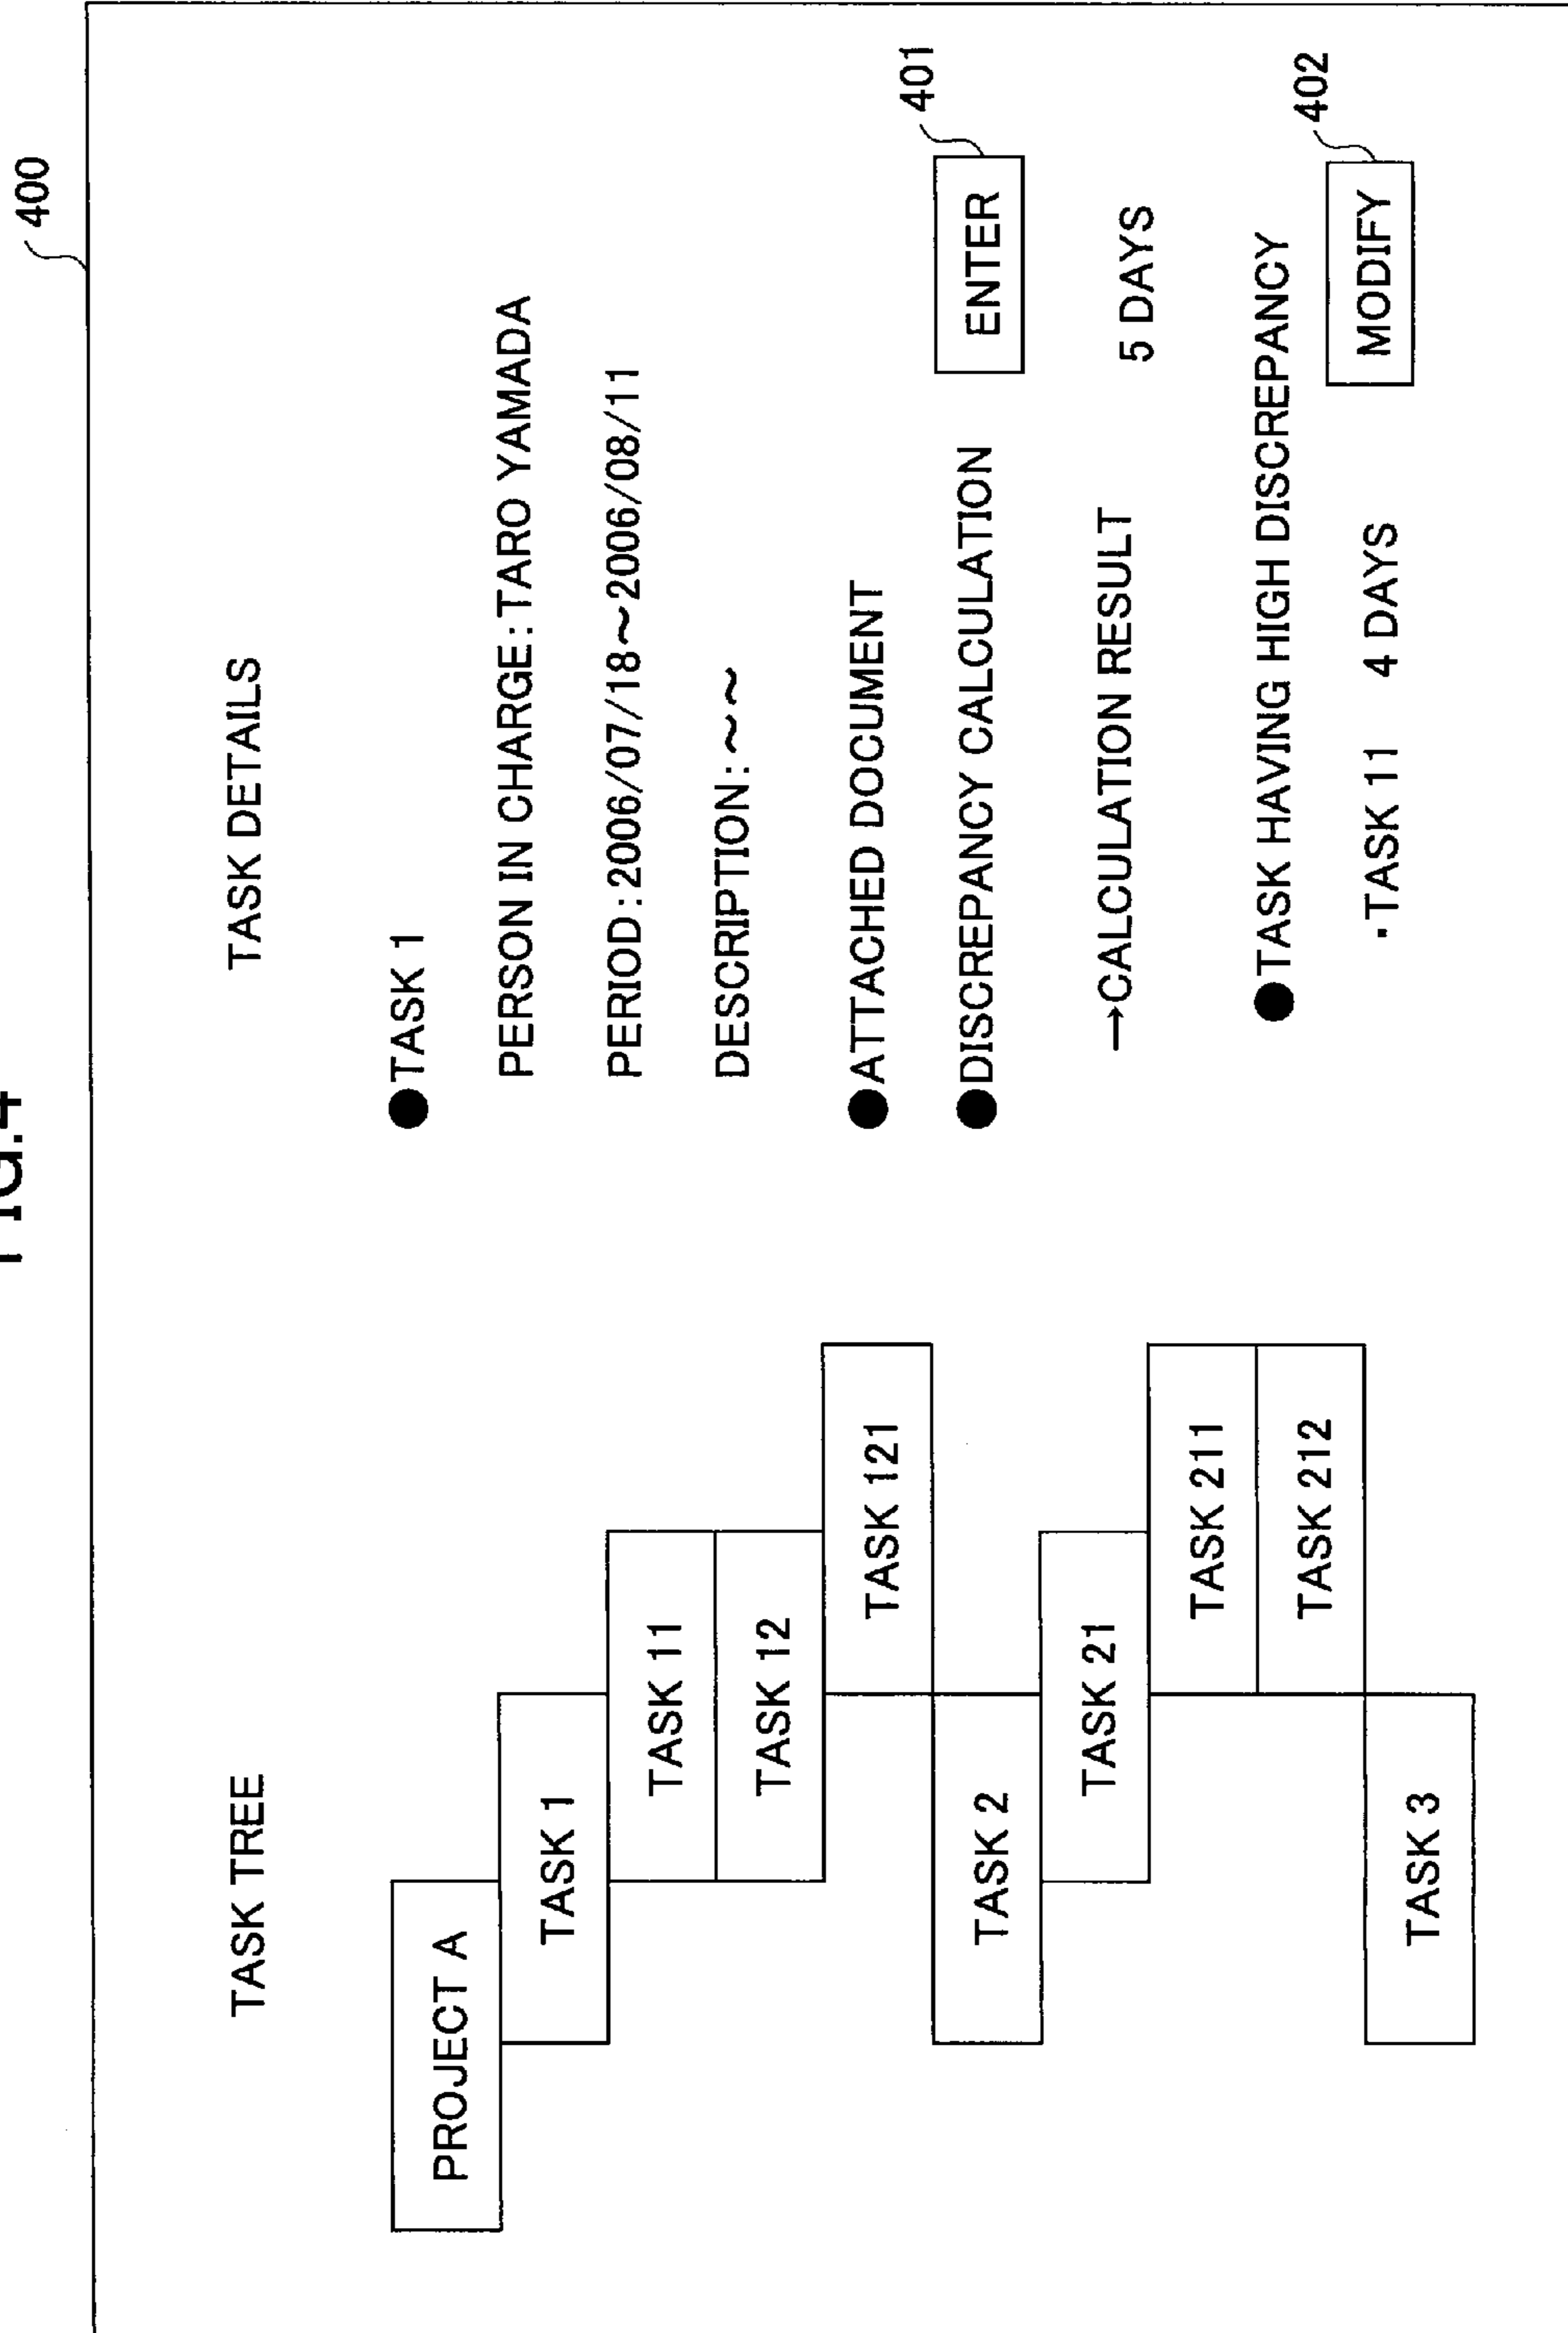 FIG.4
400
TASK TREE
PROJECT A
TASK 1
TASK 11
TASK 12
TASK 121
TASK 2
TASK 21
TASK 211
TASK 212
TASK 3
TASK DETAILS
●TASK 1
PERSON IN CHARGE:TARO YAMADA
PERIOD:2006/07/18~2006/08/11
DESCRIPTION:~~~
●ATTACHED DOCUMENT
●DISCREPANCY CALCULATION
ENTER
401
→CALCULATION RESULT
5 DAYS
●TASK HAVING HIGH DISCREPANCY
·TASK 11 4 DAYS
MODIFY
402